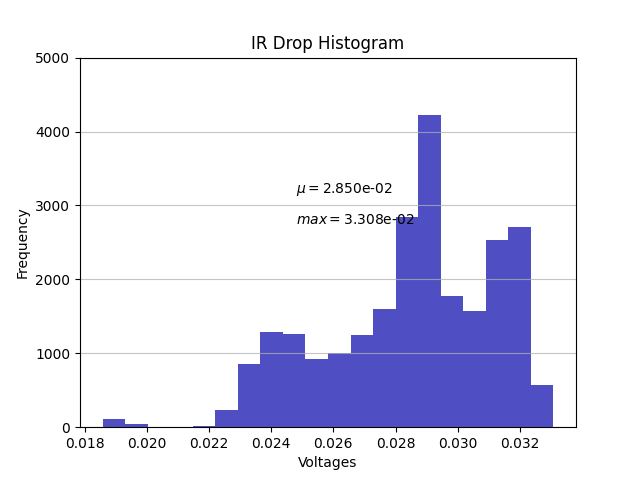 IR Drop Histogram
5000
4000
3000
2000
1000
0
Frequency
μ = 2.850e-02
max = 3.308e-02
0.018 0.020 0.022 0.024 0.026 0.028 0.030 0.032
Voltages